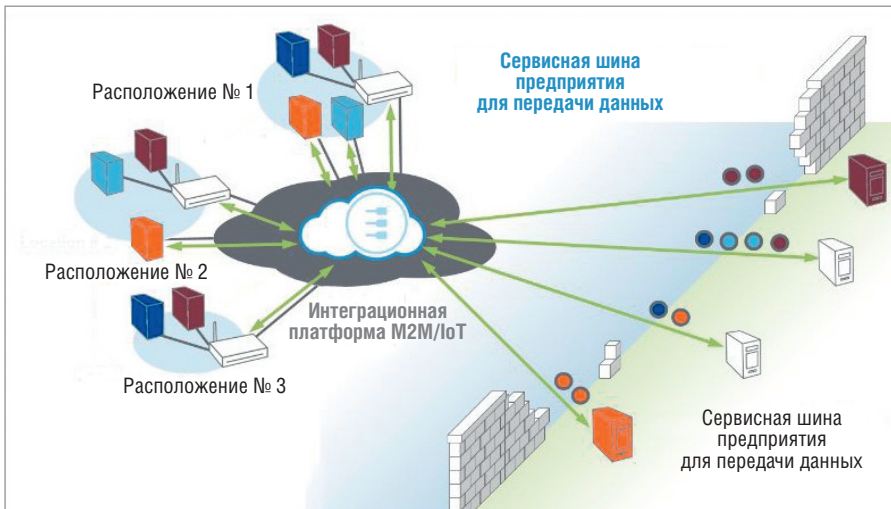 Сервисная шина
предприятия
для передачи данных
Расположение № 1
Расположение № 2
Интеграционная
платформа M2M/IoT
Расположение № 3
Сервисная шина
предприятия
для передачи данных